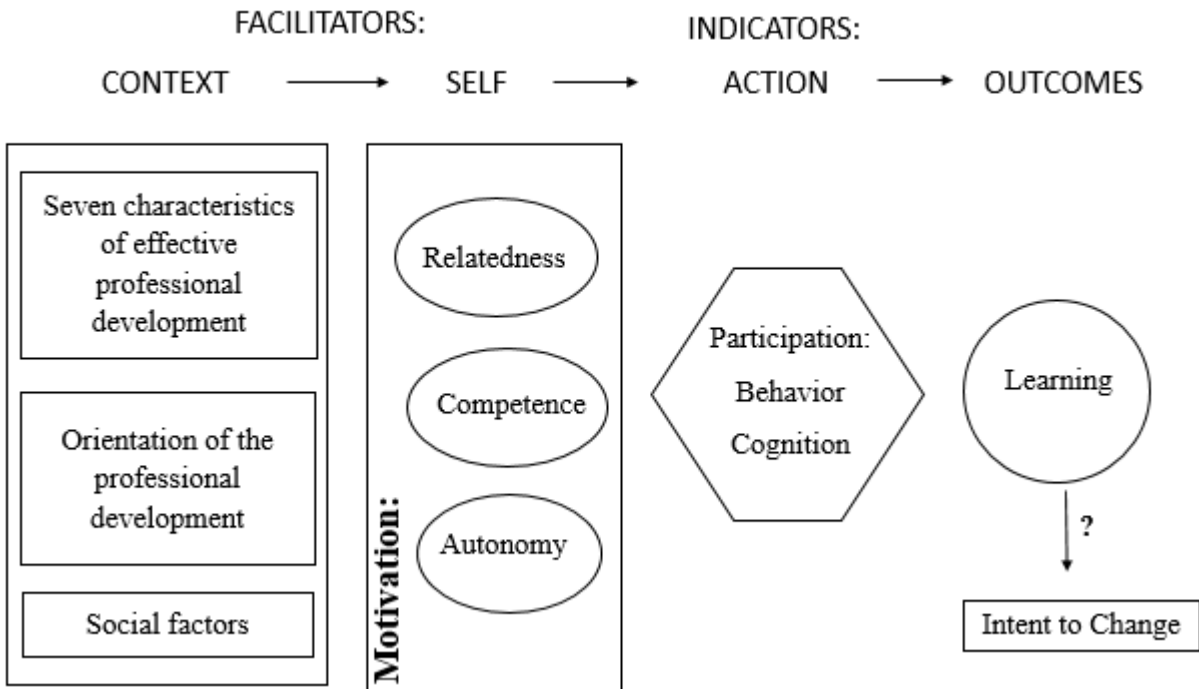 FACILITATORS:
INDICATORS:
CONTEXT
SELF
ACTION
OUTCOMES
Seven characteristics
of effective
professional
development
Orientation of the
professional
development
Social factors
Motivation:
Relatedness
Competence
Autonomy
Participation:
Behavior
Cognition
Learning
?
Intent to Change